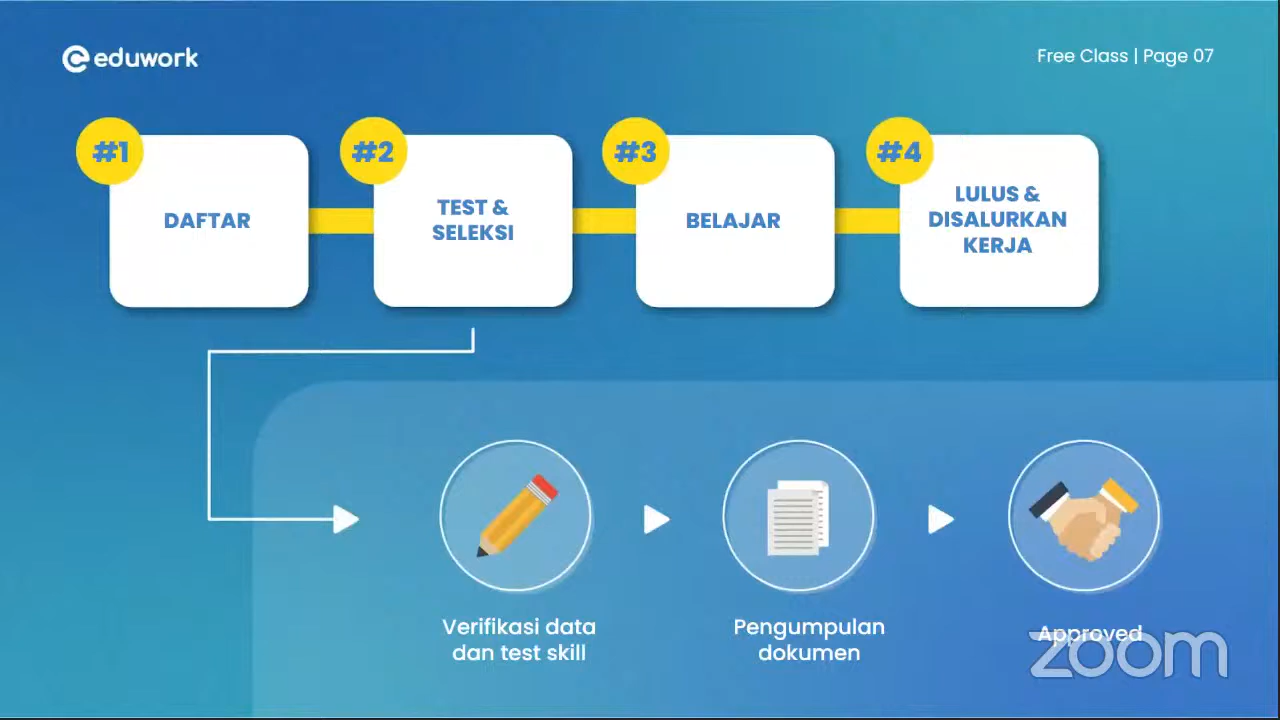 eduwork
Free Class | Page 07
#1
DAFTAR
#2
TEST &
SELEKSI
#3
BELAJAR
#4
LULUS &
DISALURKAN
KERJA
Verifikasi data
dan test skill
Pengumpulan
dokumen
Approved
zoom